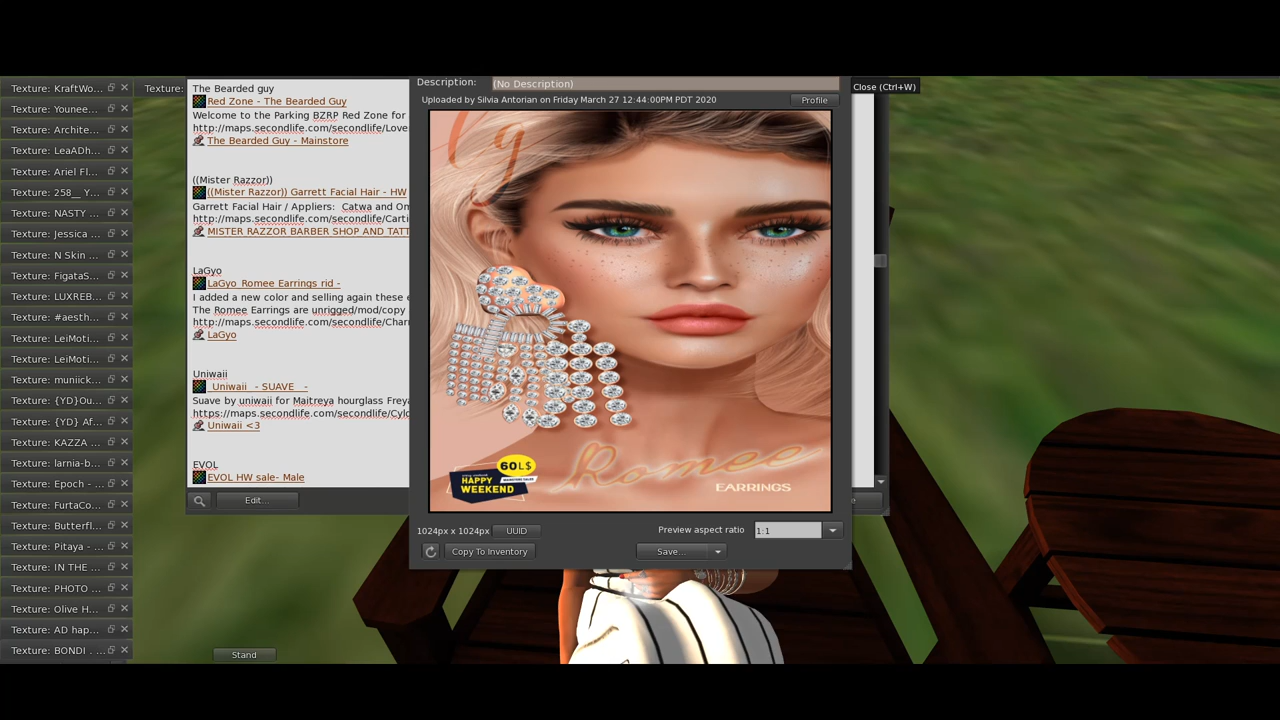 Texture: KraftWo...
Texture: Younee...
Texture: Archite...
Texture: LeaADh...
Texture: Ariel Fl...
Texture: 258__ Y...
Texture: NASTY ...
Texture: Jessica ...
Texture: N Skin ...
Texture: FigataS...
Texture: LUXREB...
Texture: #aesth...
Texture: LeiMoti...
Texture: LeiMoti...
Texture: muniick...
Texture: {YD}Ou...
Texture: {YD} Af...
Texture: KAZZA ...
Texture: larnia-b...
Texture: Epoch - ...
Texture: FurtaCo...
Texture: Butterfl...
Texture: Pitaya - ...
Texture: IN THE ...
Texture: PHOTO ...
Texture: Olive H...
Texture: AD hap...
Texture: BONDI . ...
Texture:
The Bearded guy
Red Zone - The Bearded Guy
Welcome to the Parking BZRP Red Zone for
http://maps.secondlife.com/secondlife/Love
The Bearded Guy - Mainstore
((Mister Razzor))
((Mister Razzor)) Garrett Facial Hair - HW
Garrett Facial Hair / Appliers: Catwa and Om
http://maps.secondlife.com/secondlife/Carti
MISTER RAZZOR BARBER SHOP AND TATT
LaGyo
LaGyo_Romee Earrings rid -
I added a new color and selling again these e
The Romee Earrings are unrigged/mod/copy
http://maps.secondlife.com/secondlife/Char
LaGyo
Uniwaii
_Uniwaii_ - SUAVE_ -
Suave by uniwaii for Maitreya hourglass Frey
https://maps.secondlife.com/secondlife/Cyld
Uniwaii <3
EVOL
EVOL HW sale- Male
Edit...
Description:
(No Description)
Uploaded by Silvia Antorian on Friday March 27 12:44:00PM PDT 2020
Profile
Lg
60L$
HAPPY
WEEKEND
Romee
EARRINGS
1024px x 1024px
UUID
Preview aspect ratio
1:1
Copy To Inventory
Save...
Close (Ctrl+W)
Stand